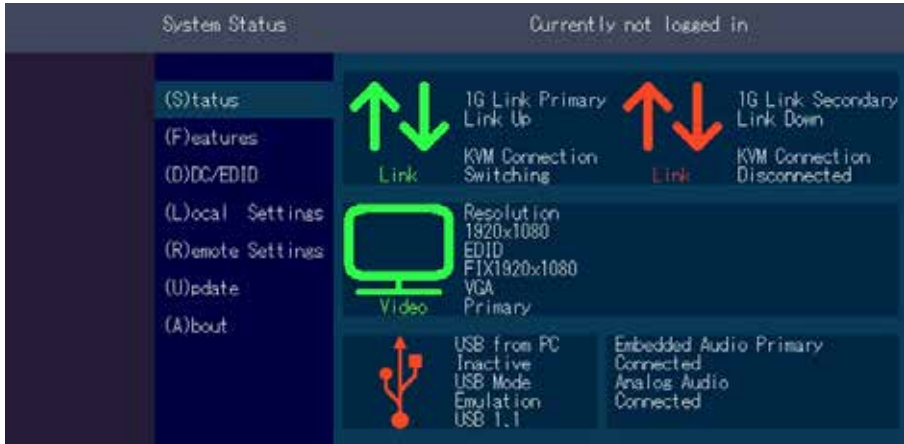 System Status
Currently not logged in
(S)tatus
(F)eatures
(D)DC/EDID
(L)ocal Settings
(R)emote Settings
(U)pdate
(A)bout
Link
1G Link Primary
Link Up
KVM Connection
Switching
Link
1G Link Secondary
Link Down
KVM Connection
Disconnected
Video
Resolution
1920x1080
EDID
FIX1920x1080
VGA
Primary
USB from PC
Inactive
USB Mode
Emulation
USB 1.1
Embedded Audio Primary
Connected
Analog Audio
Connected